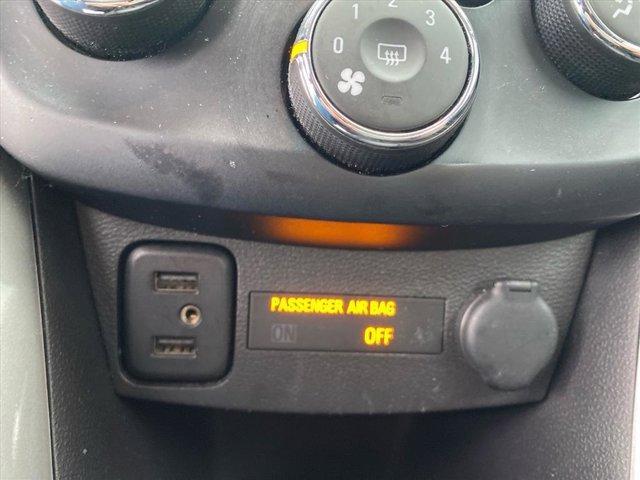 1 2 3
0 4
PASSENGER AIR BAG
ON OFF